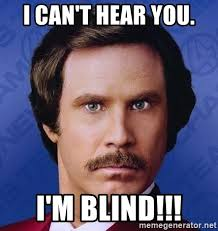 I CAN'T HEAR YOU.
I'M BLIND!!!
memegenerator.net